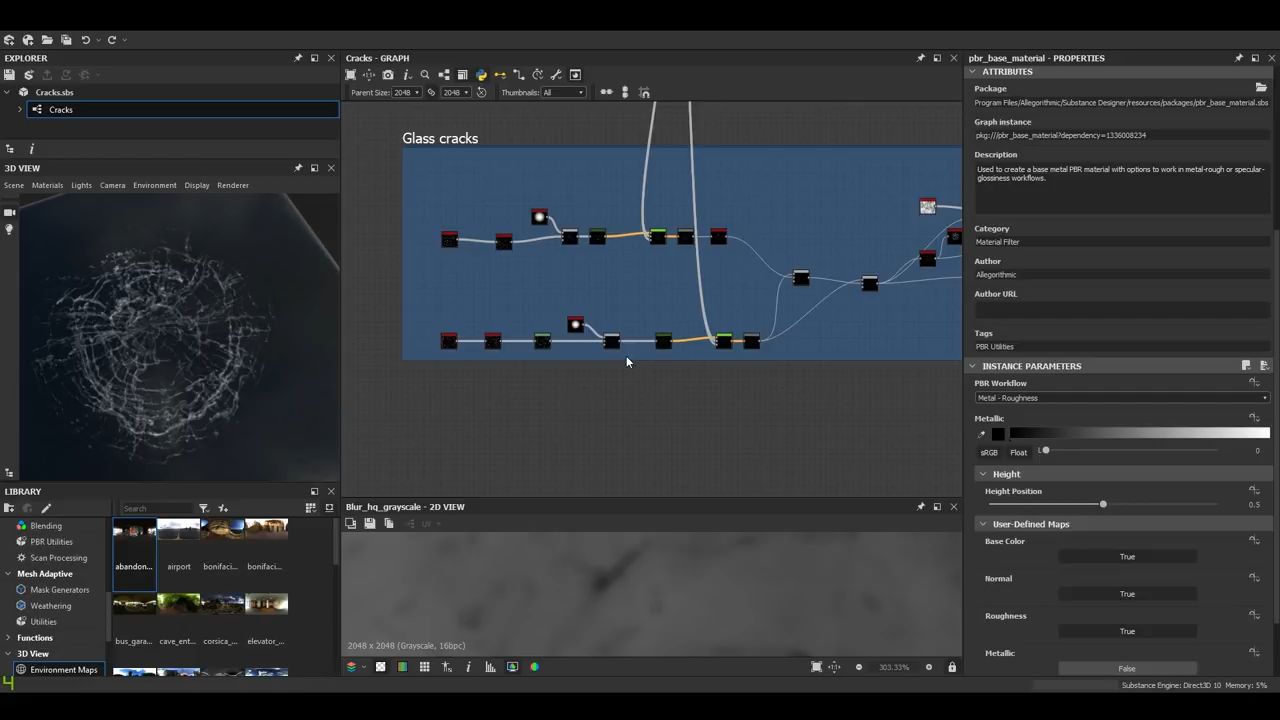 EXPLORER
Cracks.sbs
Cracks
3D VIEW
Scene Materials Lights Camera Environment Display Renderer
LIBRARY
Search
Blending
PBR Utilities
Scan Processing
Mesh Adaptive
Mask Generators
Weathering
Utilities
Functions
3D View
Environment Maps
abandon... airport bonifaci... bonifaci...
bus_gara... cave_ent... corsica_... elevator_...
Cracks - GRAPH
Parent Size: 2048 2048 Thumbnails: All
Glass cracks
Blur_hq_grayscale - 2D VIEW
UV
2048 x 2048 (Grayscale, 16bpc)
303.33%
pbr_base_material - PROPERTIES
ATTRIBUTES
Package
Program Files/Allegorithmic/Substance Designer/resources/packages/pbr_base_material.sbs
Graph instance
pkg:///pbr_base_material?dependency=1336008234
Description
Used to create a base metal PBR material with options to work in metal-rough or specular-
glossiness workflows.
Category
Material Filter
Author
Allegorithmic
Author URL
Tags
PBR Utilities
INSTANCE PARAMETERS
PBR Workflow
Metal - Roughness
Metallic
sRGB Float L 0
Height
Height Position
0.5
User-Defined Maps
Base Color
True
Normal
True
Roughness
True
Metallic
False
4
Substance Engine: Direct3D 10 Memory: 5%